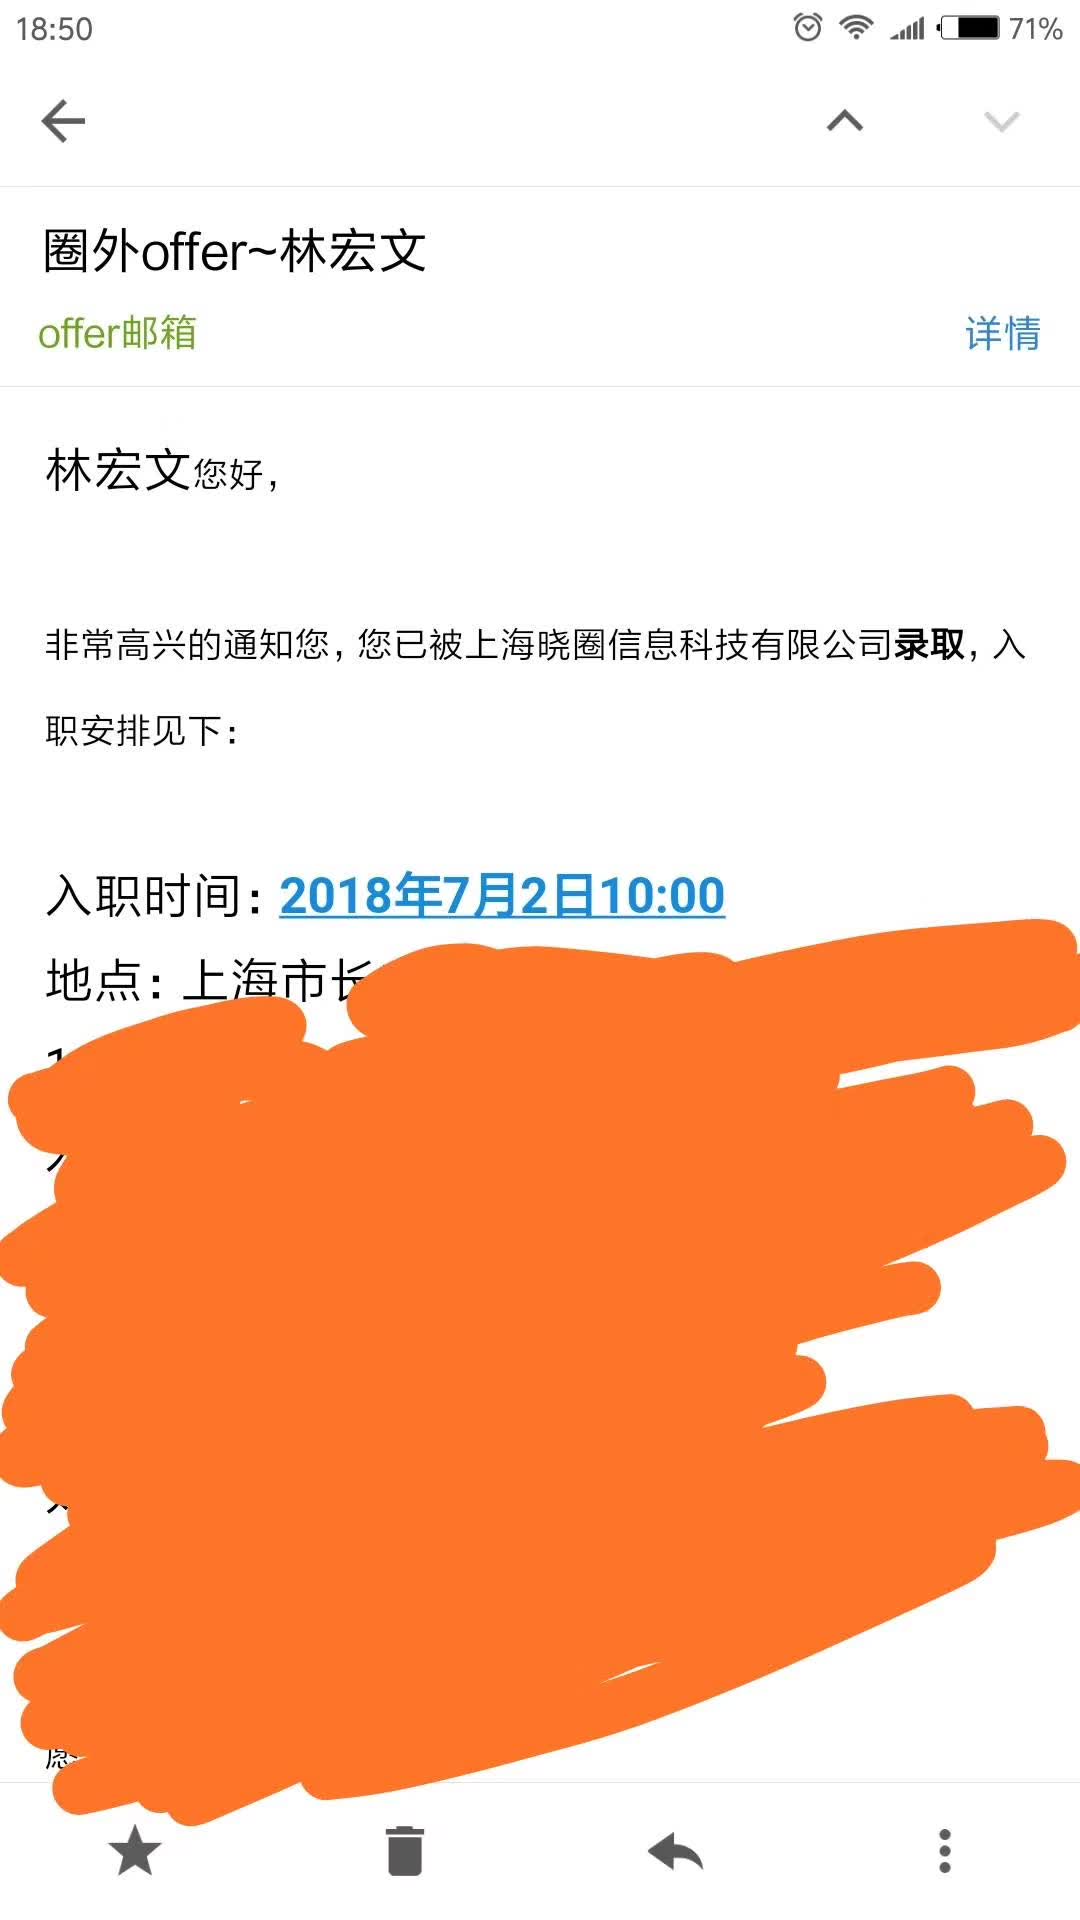 18:50
71%
圈外offer~林宏文
offer邮箱
详情
林宏文您好，
非常高兴的通知您，您已被上海晓圈信息科技有限公司录取，入
职安排见下：
入职时间：2018年7月2日10:00
地点：上海市长